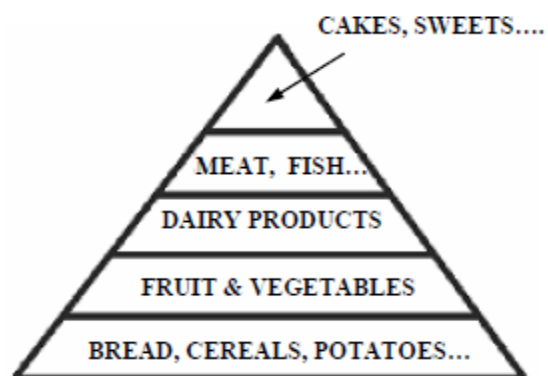 CAKES, SWEETS….
MEAT, FISH…
DAIRY PRODUCTS
FRUIT & VEGETABLES
BREAD, CEREALS, POTATOES…